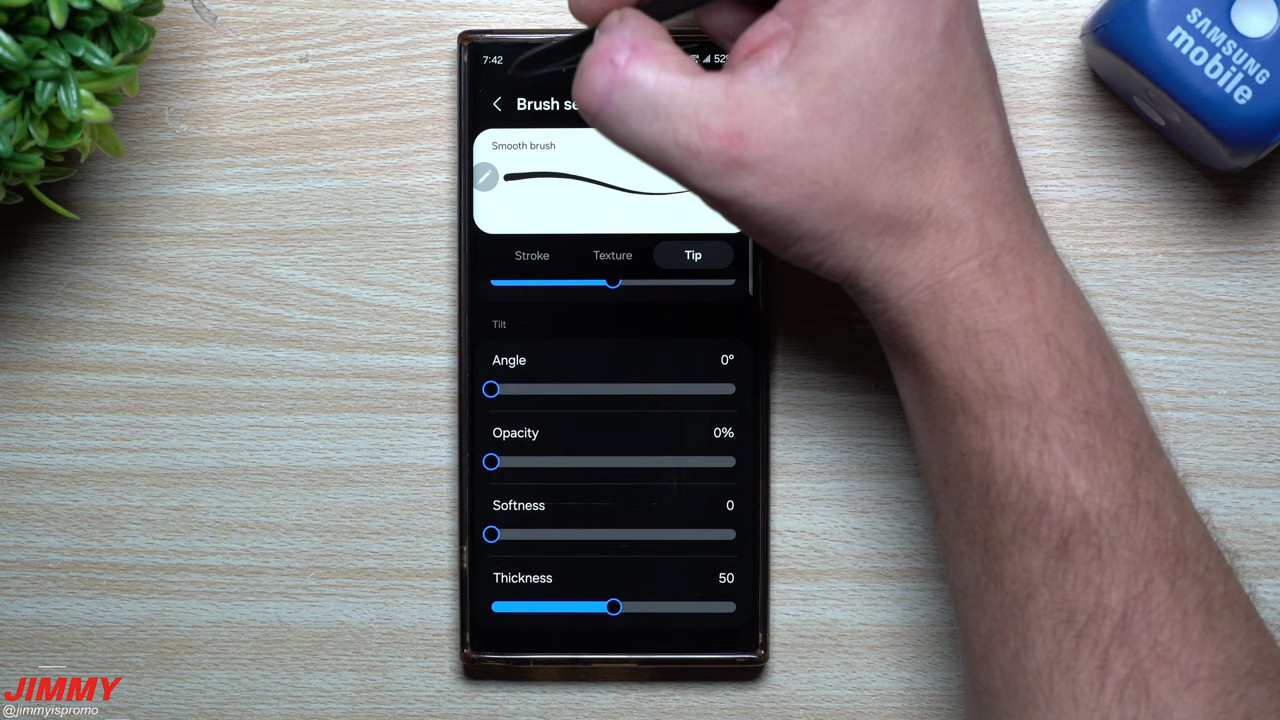 7:42
Brush se
Smooth brush
Stroke Texture Tip
Tilt
Angle 0°
Opacity 0%
Softness 0
Thickness 50
SAMSUNG
mobile
JIMMY
@jimmyispromo